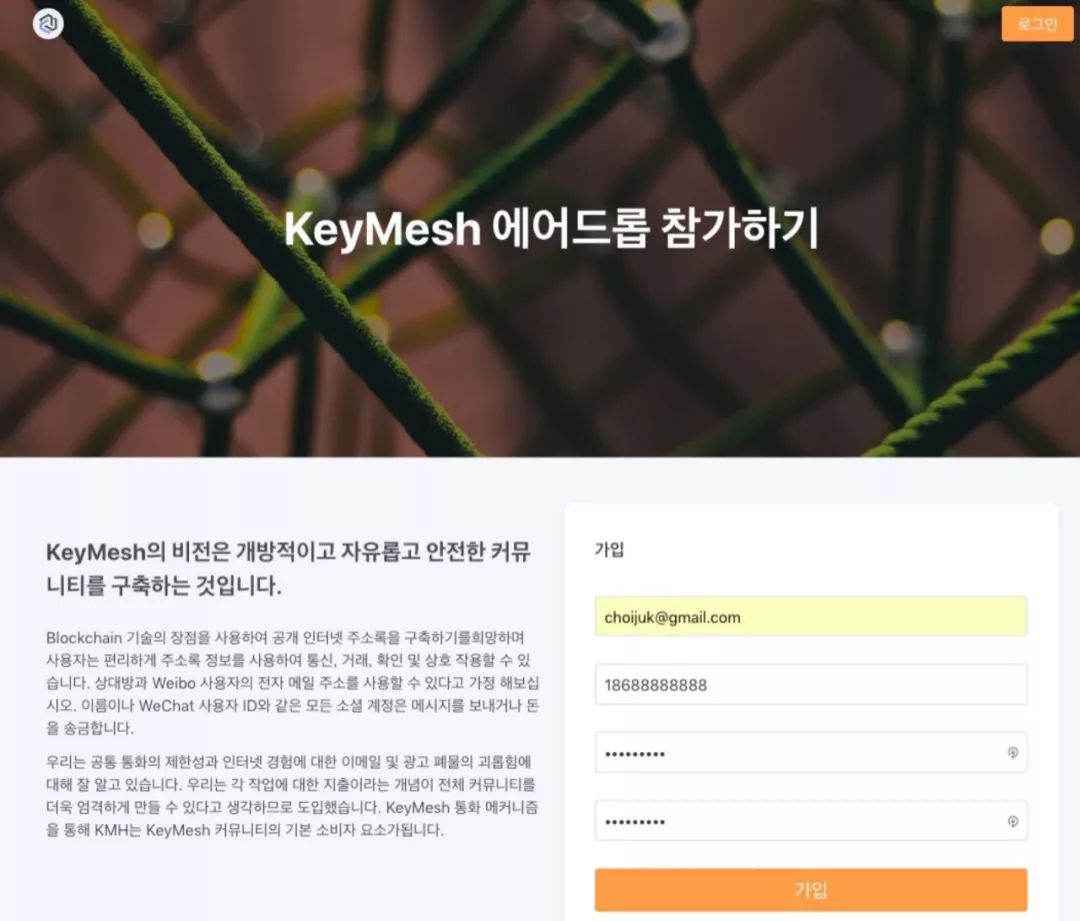 로그인
KeyMesh 에어드롭 참가하기
KeyMesh의 비전은 개방적이고 자유롭고 안전한 커뮤
니티를 구축하는 것입니다.
Blockchain 기술의 장점을 사용하여 공개 인터넷 주소록을 구축하기를희망하며
사용자는 편리하게 주소록 정보를 사용하여 통신, 거래, 확인 및 상호 작용할 수 있
습니다. 상대방과 Weibo 사용자의 전자 메일 주소를 사용할 수 있다고 가정 해보십
시오. 이름이나 WeChat 사용자 ID와 같은 모든 소셜 계정은 메시지를 보내거나 돈
을 송금합니다.
우리는 공통 통화의 제한성과 인터넷 경험에 대한 이메일 및 광고 폐물의 괴롭힘에
대해 잘 알고 있습니다. 우리는 각 작업에 대한 지출이라는 개념이 전체 커뮤니티를
더욱 엄격하게 만들 수 있다고 생각하므로 도입했습니다. KeyMesh 통화 메커니즘
을 통해 KMH는 KeyMesh 커뮤니티의 기본 소비자 요소가됩니다.
가입
choijuk@gmail.com
18688888888
•••••••••
•••••••••
가입